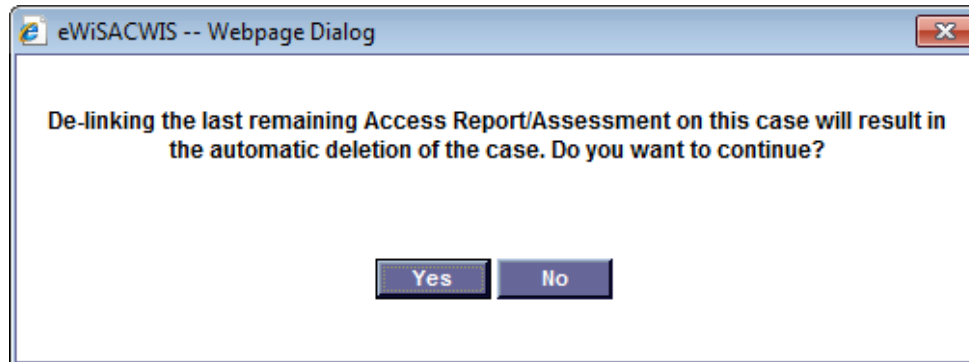 eWiSACWIS -- Webpage Dialog
De-linking the last remaining Access Report/Assessment on this case will result in
the automatic deletion of the case. Do you want to continue?
Yes No